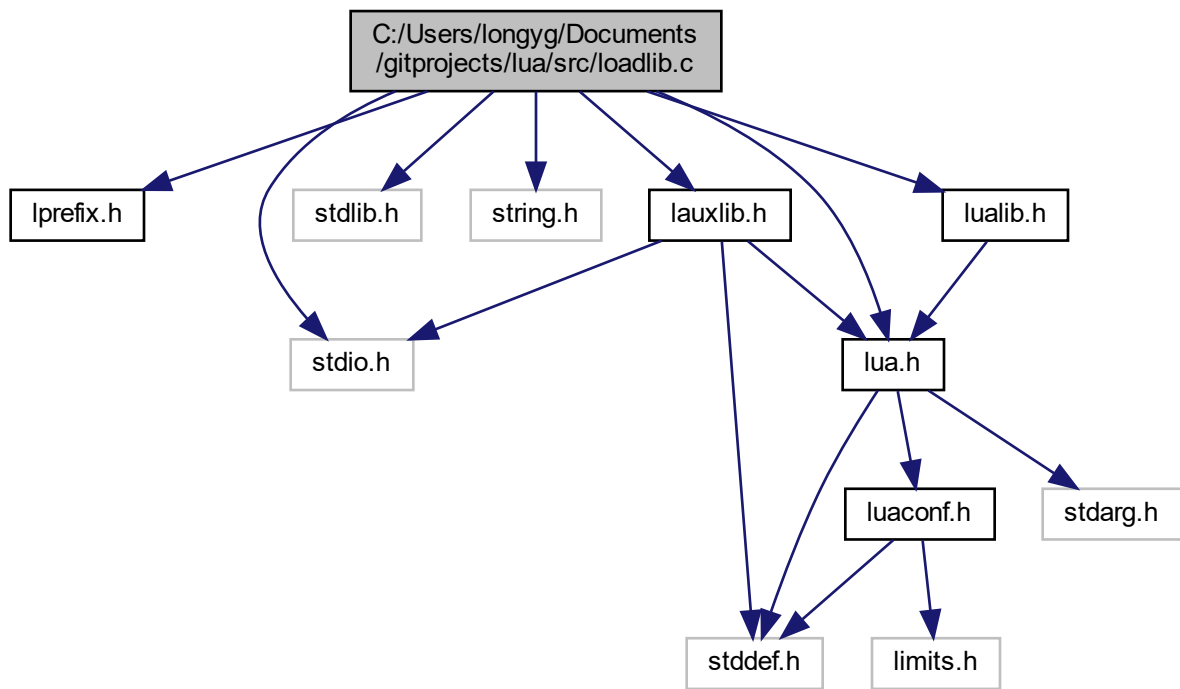 C:/Users/longyg/Documents
/gitprojects/lua/src/loadlib.c
lprefix.h
stdlib.h
string.h
lauxlib.h
lualib.h
stdio.h
lua.h
luaconf.h
stdarg.h
stddef.h
limits.h